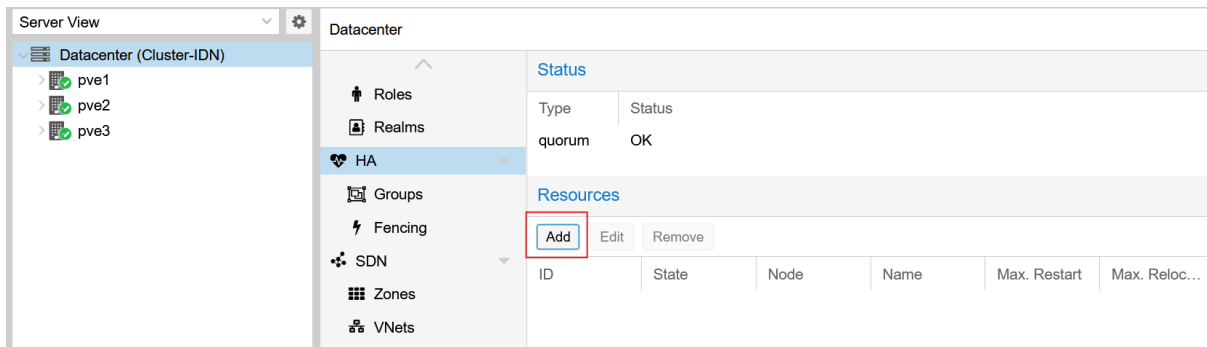 Server View
Datacenter (Cluster-IDN)
pve1
pve2
pve3
Datacenter
Roles
Realms
HA
Groups
Fencing
SDN
Zones
VNets
Status
Type Status
quorum OK
Resources
Add Edit Remove
ID State Node Name Max. Restart Max. Reloc...